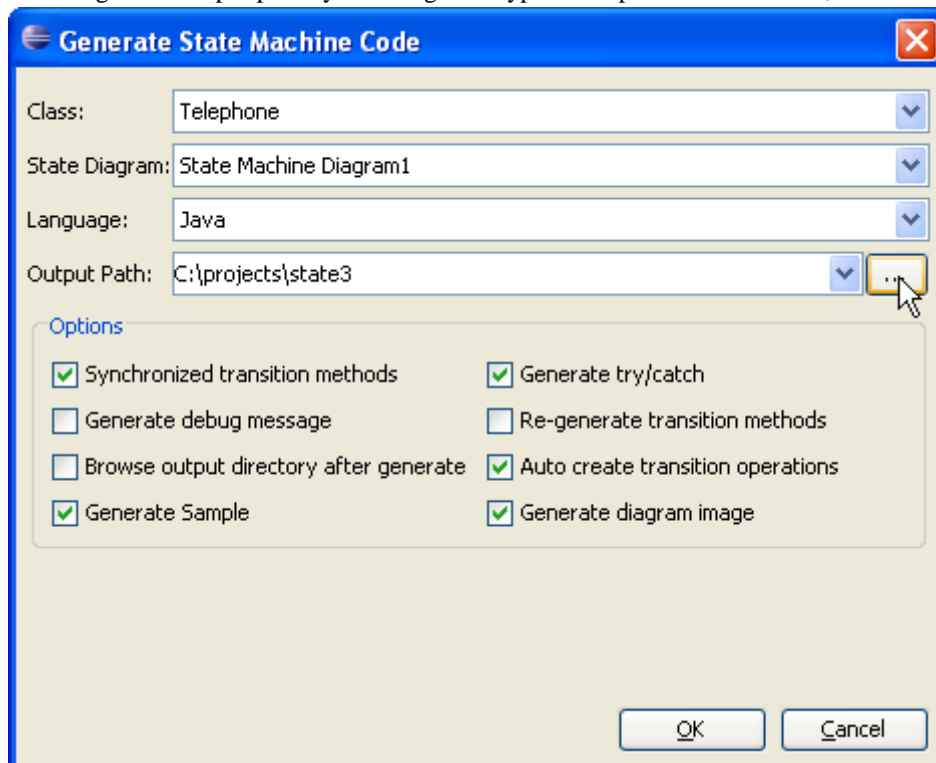 Generate State Machine Code
Class: Telephone
State Diagram: State Machine Diagram1
Language: Java
Output Path: C:\projects\state3 ...
Options
Synchronized transition methods Generate try/catch
Generate debug message Re-generate transition methods
Browse output directory after generate Auto create transition operations
Generate Sample Generate diagram image
OK Cancel